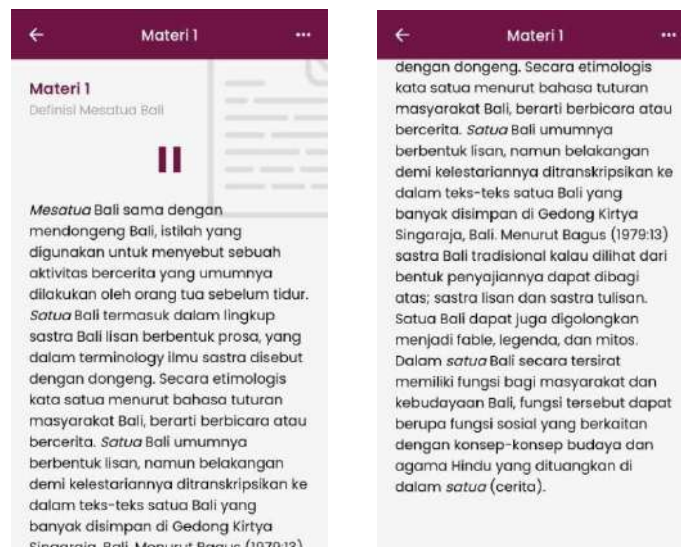 Materi 1
Materi 1
Definisi Mesatua Bali
Mesatua Bali sama dengan
mendongeng Bali, istilah yang
digunakan untuk menyebut sebuah
aktivitas bercerita yang umumnya
dilakukan oleh orang tua sebelum tidur.
Satua Bali termasuk dalam lingkup
sastra Bali lisan berbentuk prosa, yang
dalam terminology ilmu sastra disebut
dengan dongeng. Secara etimologis
kata satua menurut bahasa tuturan
masyarakat Bali, berarti berbicara atau
bercerita. Satua Bali umumnya
berbentuk lisan, namun belakangan
demi kelestariannya ditranskripsikan ke
dalam teks-teks satua Bali yang
banyak disimpan di Gedong Kirtya
Singaraja, Bali. Menurut Bagus (1979:13)
Materi 1
dengan dongeng. Secara etimologis
kata satua menurut bahasa tuturan
masyarakat Bali, berarti berbicara atau
bercerita. Satua Bali umumnya
berbentuk lisan, namun belakangan
demi kelestariannya ditranskripsikan ke
dalam teks-teks satua Bali yang
banyak disimpan di Gedong Kirtya
Singaraja, Bali. Menurut Bagus (1979:13)
sastra Bali tradisional kalau dilihat dari
bentuk penyajiannya dapat dibagi
atas; sastra lisan dan sastra tulisan.
Satua Bali dapat juga digolongkan
menjadi fable, legenda, dan mitos.
Dalam satua Bali secara tersirat
memiliki fungsi bagi masyarakat dan
kebudayaan Bali, fungsi tersebut dapat
berupa fungsi sosial yang berkaitan
dengan konsep-konsep budaya dan
agama Hindu yang dituangkan di
dalam satua (cerita).